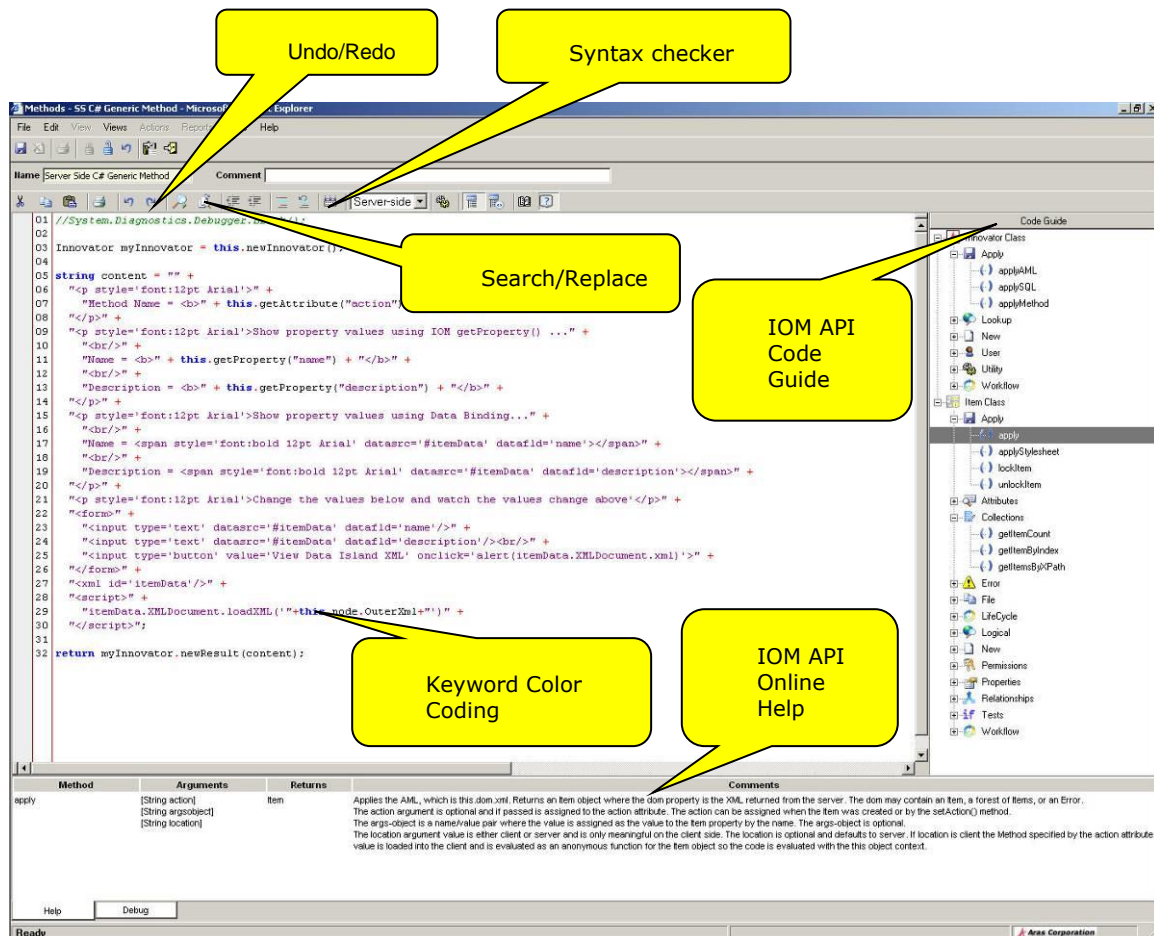 Undo/Redo
Syntax checker
Methods - SS C# Generic Method - Microsof Explorer
File Edit View Views Actions Reports Help
Name Server Side C# Generic Method Comment
Server-side
01 //System.Diagnostics.Debugger.
02
03 Innovator myInnovator = this.newInnovator();
04
05 string content = "" +
06 "<p style='font:12pt Arial'>" +
07 "Method Name = <b>" + this.getAttribute("action")
08 "</p>" +
09 "<p style='font:12pt Arial'>Show property values using IOM getProperty() ..." +
10 "<br/>" +
11 "Name = <b>" + this.getProperty("name") + "</b>" +
12 "<br/>" +
13 "Description = <b>" + this.getProperty("description") + "</b>" +
14 "</p>" +
15 "<p style='font:12pt Arial'>Show property values using Data Binding..." +
16 "<br/>" +
17 "Name = <span style='font:bold 12pt Arial' datasrc='#itemData' datafld='name'></span>" +
18 "<br/>" +
19 "Description = <span style='font:bold 12pt Arial' datasrc='#itemData' datafld='description'></span>" +
20 "</p>" +
21 "<p style='font:12pt Arial'>Change the values below and watch the values change above'</p>" +
22 "<form>" +
23 "<input type='text' datasrc='#itemData' datafld='name'/>" +
24 "<input type='text' datasrc='#itemData' datafld='description'/><br/>" +
25 "<input type='button' value='View Data Island XML' onclick='alert(itemData.XMLDocument.xml)'>" +
26 "</form>" +
27 "<xml id='itemData'/>" +
28 "<script>" +
29 "itemData.XMLDocument.loadXML('"+this.node.OuterXml+"')" +
30 "</script>";
31
32 return myInnovator.newResult(content);
Search/Replace
IOM API
Code
Guide
Keyword Color
Coding
IOM API
Online
Help
Code Guide
Innovator Class
Apply
applyAML
applySQL
applyMethod
Lookup
New
User
Utility
Workflow
Item Class
Apply
apply
applyStylesheet
lockItem
unlockItem
Attributes
Collections
getItemCount
getItemByIndex
getItemsByXPath
Error
File
LifeCycle
Logical
New
Permissions
Properties
Relationships
Tests
Workflow
Method Arguments Returns Comments
apply [String action] Item Applies the AML, which is this.dom.xml. Returns an Item object where the dom property is the XML returned from the server. The dom may contain an Item, a forest of Items, or an Error.
[String argsobject] The action argument is optional and if passed is assigned to the action attribute. The action can be assigned when the Item was created or by the setAction() method.
[String location] The args-object is a name/value pair where the value is assigned as the value to the Item property by the name. The args-object is optional.
The location argument value is either client or server and is only meaningful on the client side. The location is optional and defaults to server. If location is client the Method specified by the action attribute
value is loaded into the client and is evaluated as an anonymous function for the Item object so the code is evaluated with the this object context.
Help Debug
Ready Aras Corporation